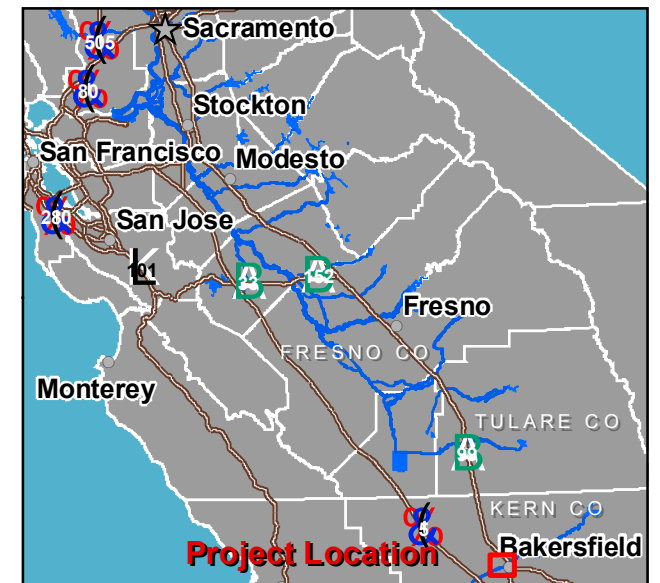 Sacramento
505
80
Stockton
San Francisco
Modesto
280
San Jose
101
152
Fresno
FRESNO CO
Monterey
TULARE CO
99
KERN CO
5
Project Location
Bakersfield